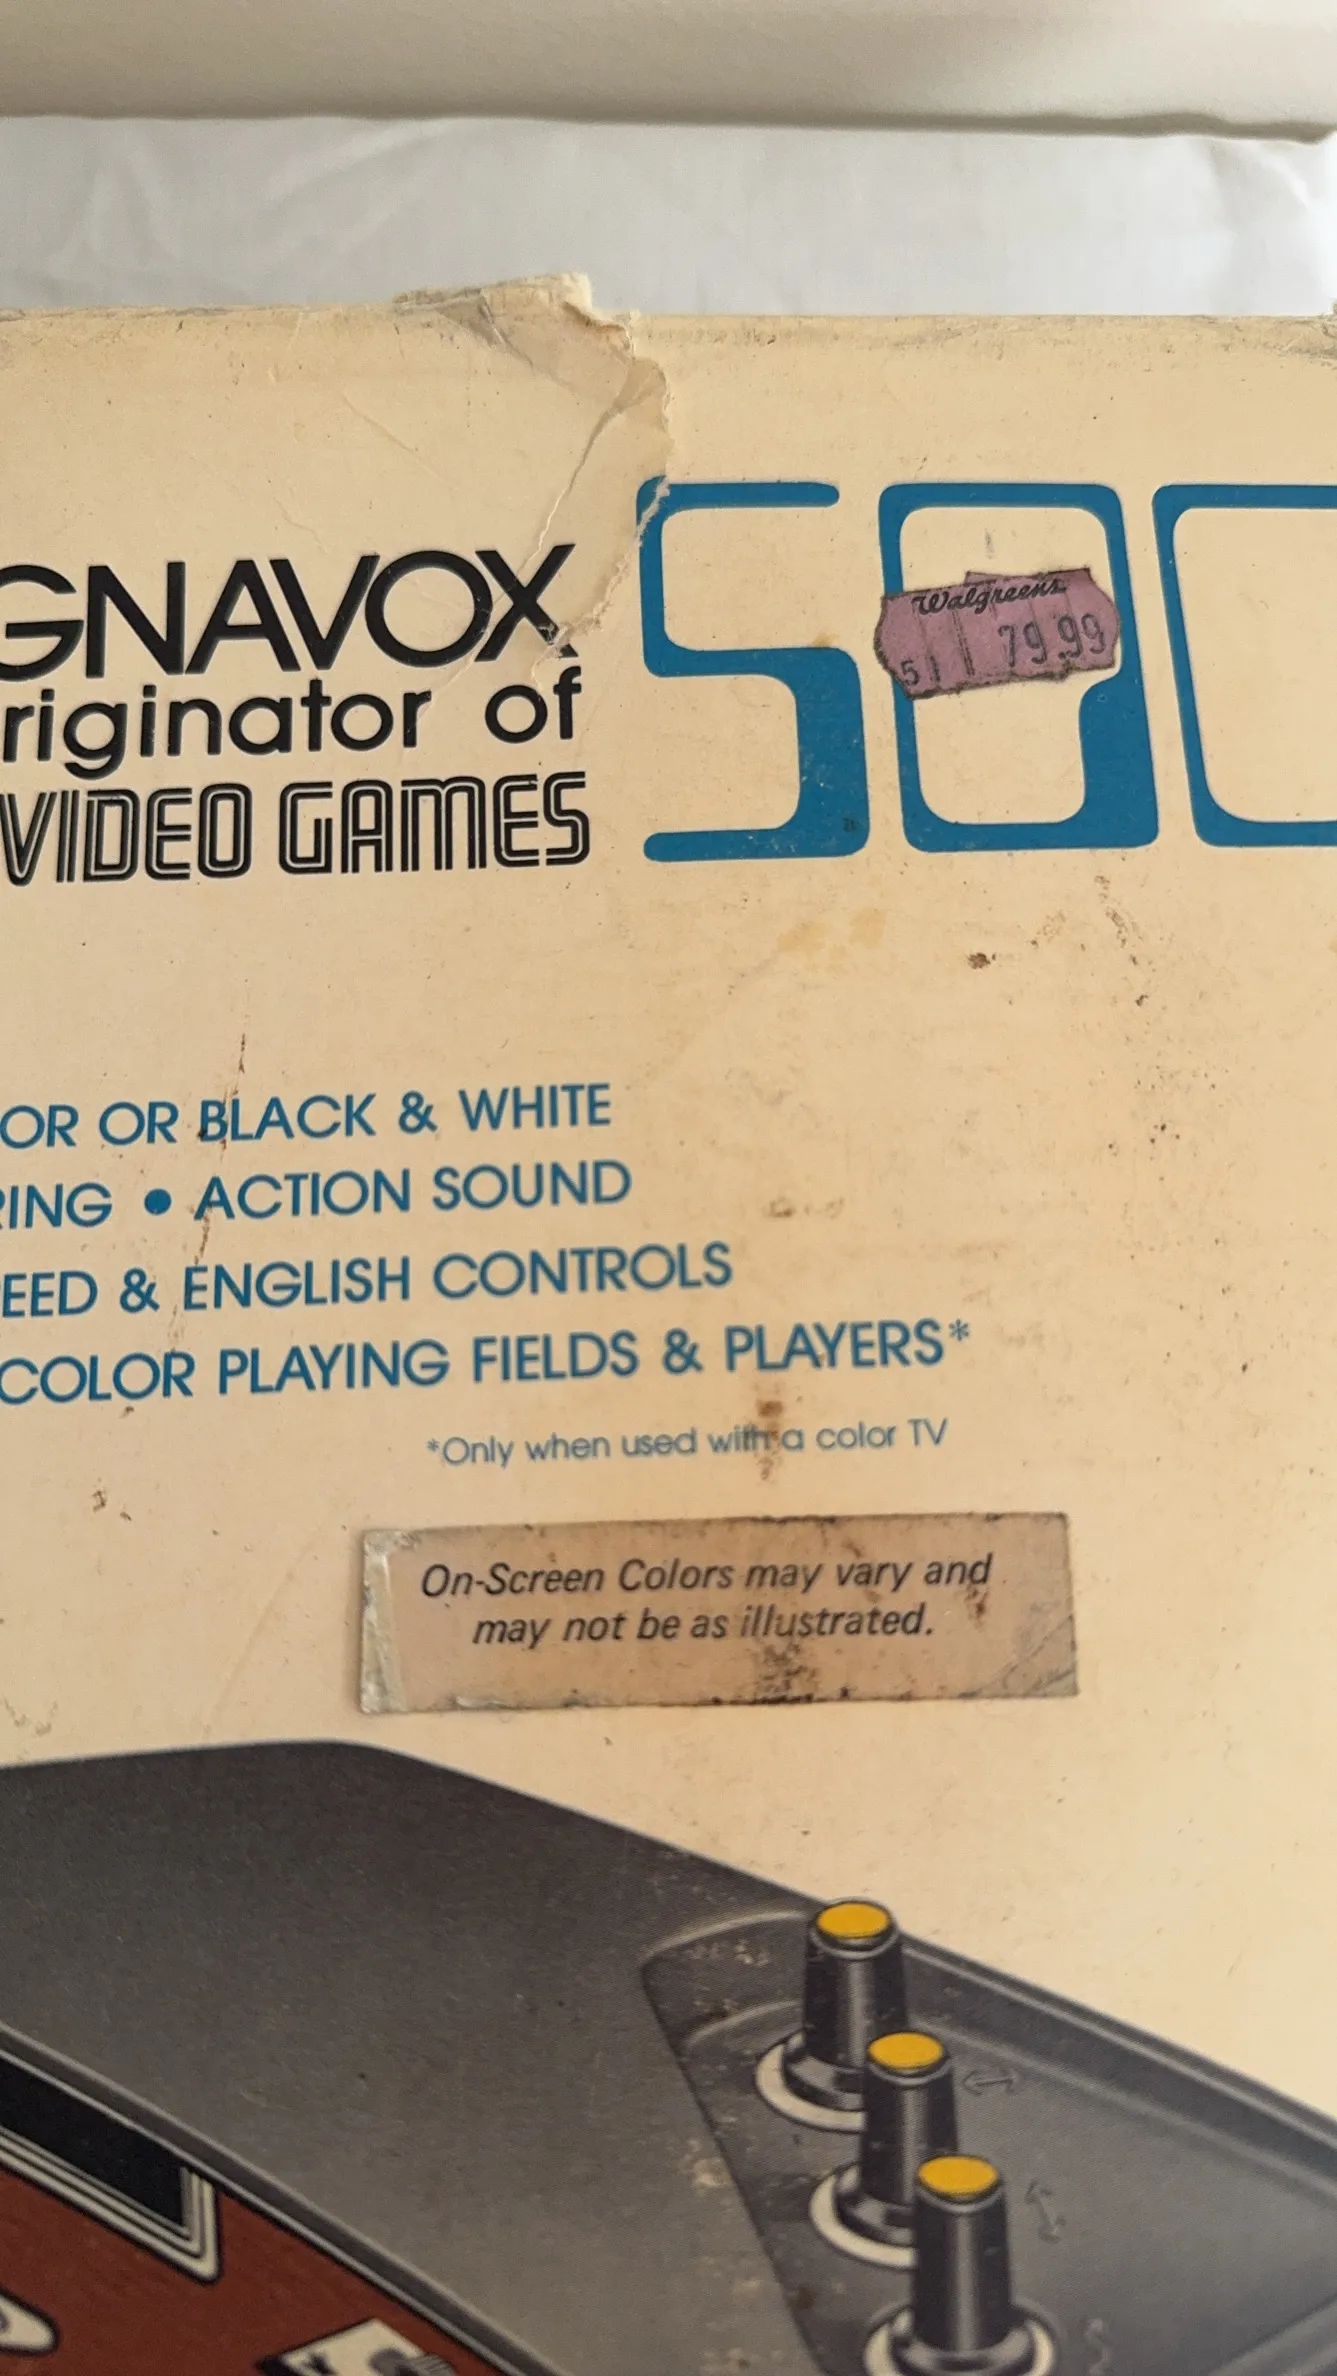 GNAVOX
riginator of
VIDEO GAMES
500
Walgreens
51 79.99
OR OR BLACK & WHITE
RING • ACTION SOUND
EED & ENGLISH CONTROLS
COLOR PLAYING FIELDS & PLAYERS*
*Only when used with a color TV
On-Screen Colors may vary and
may not be as illustrated.